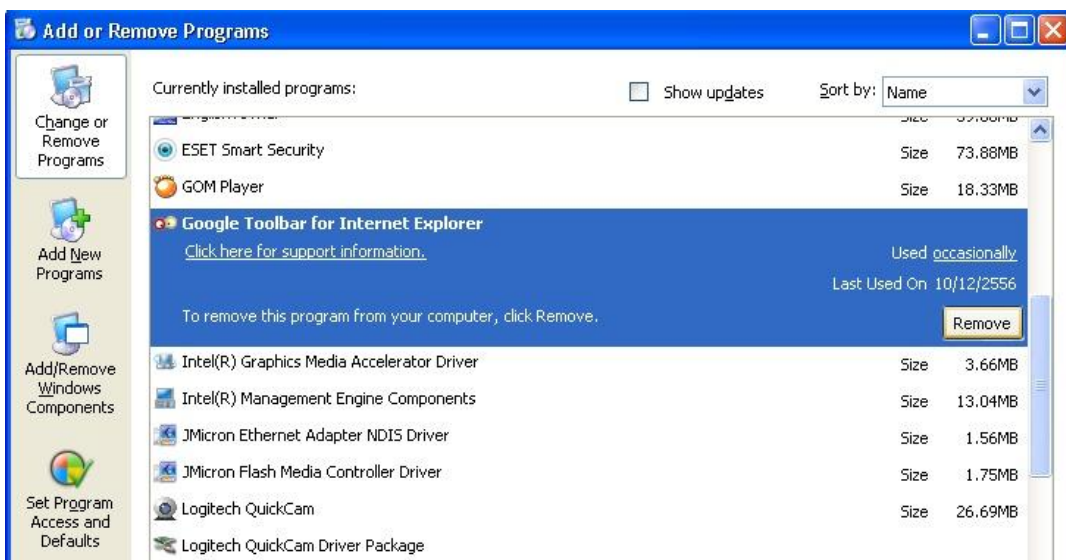 Add or Remove Programs
Change or
Remove
Programs
Add New
Programs
Add/Remove
Windows
Components
Set Program
Access and
Defaults
Currently installed programs:
Show updates
Sort by: Name
ESET Smart Security Size 73.88MB
GOM Player Size 18.33MB
Google Toolbar for Internet Explorer
Click here for support information. Used occasionally
Last Used On 10/12/2556
To remove this program from your computer, click Remove. Remove
Intel(R) Graphics Media Accelerator Driver Size 3.66MB
Intel(R) Management Engine Components Size 13.04MB
JMicron Ethernet Adapter NDIS Driver Size 1.56MB
JMicron Flash Media Controller Driver Size 1.75MB
Logitech QuickCam Size 26.69MB
Logitech QuickCam Driver Package